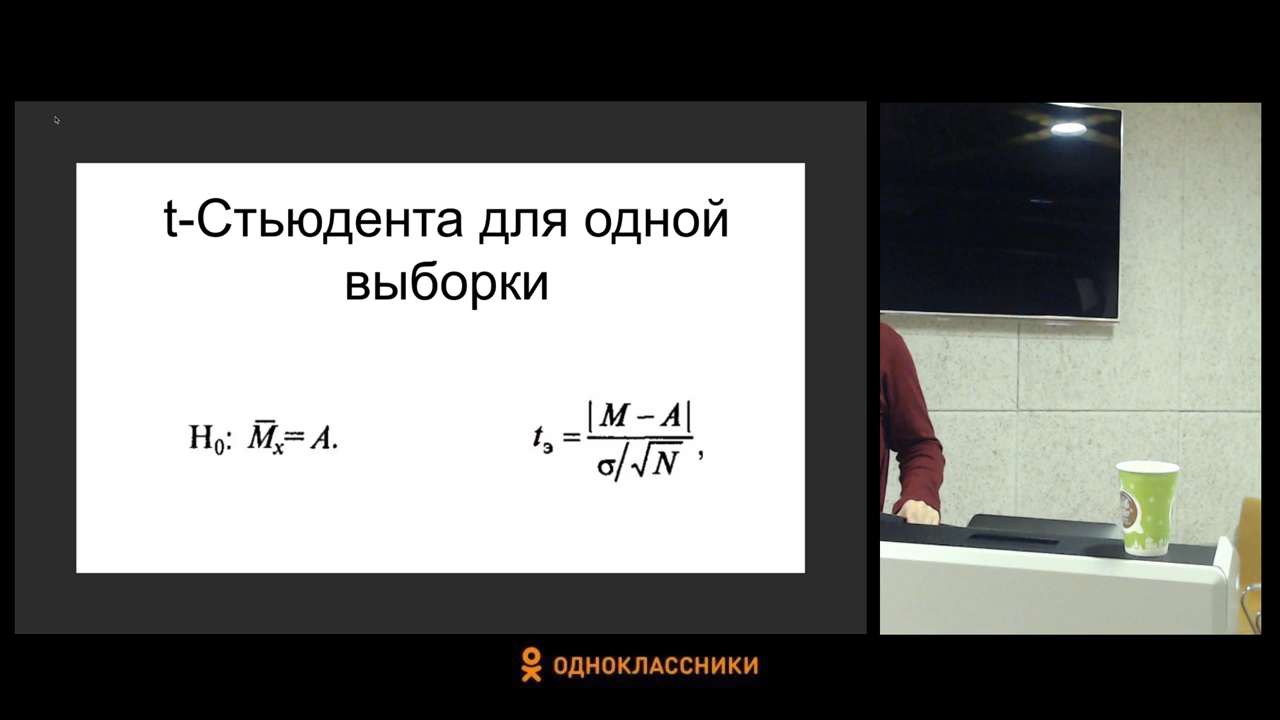 t-Стьюдента для одной
выборки
H₀: M̅ₓ= A.
tэ = |M – A| / σ/√N ,
ОДНОКЛАССНИКИ